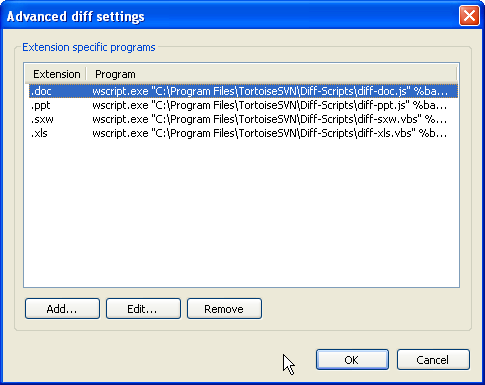 Advanced diff settings
Extension specific programs
Extension Program
.doc wscript.exe "C:\Program Files\TortoiseSVN\Diff-Scripts\diff-doc.js" %ba...
.ppt wscript.exe "C:\Program Files\TortoiseSVN\Diff-Scripts\diff-ppt.js" %ba...
.sxw wscript.exe "C:\Program Files\TortoiseSVN\Diff-Scripts\diff-sxw.vbs" %...
.xls wscript.exe "C:\Program Files\TortoiseSVN\Diff-Scripts\diff-xls.vbs" %b...
Add... Edit... Remove
OK Cancel